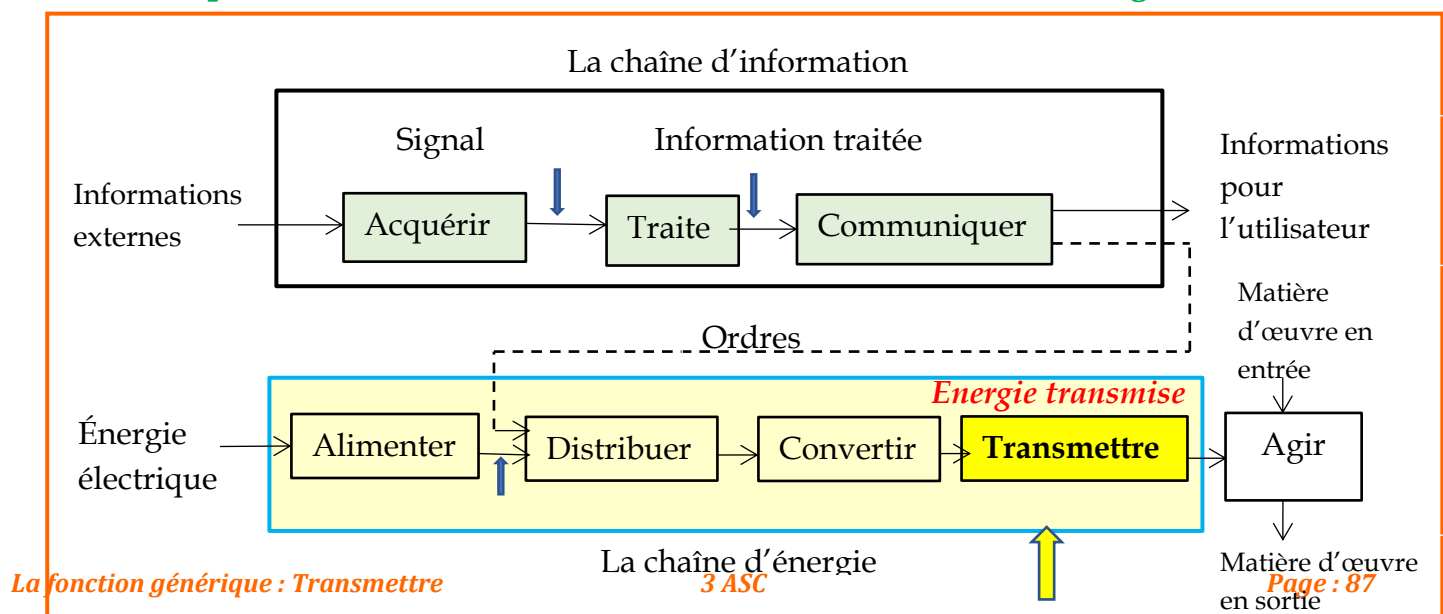 La chaîne d’information
Signal
Information traitée
Informations
externes
Acquérir
Traite
Communiquer
Informations
pour
l’utilisateur
Matière
d’œuvre en
entrée
Ordres
Energie transmise
Énergie
électrique
Alimenter
Distribuer
Convertir
Transmettre
Agir
La chaîne d’énergie
Matière d’œuvre
en sortie
La fonction générique : Transmettre
3 ASC
Page : 87